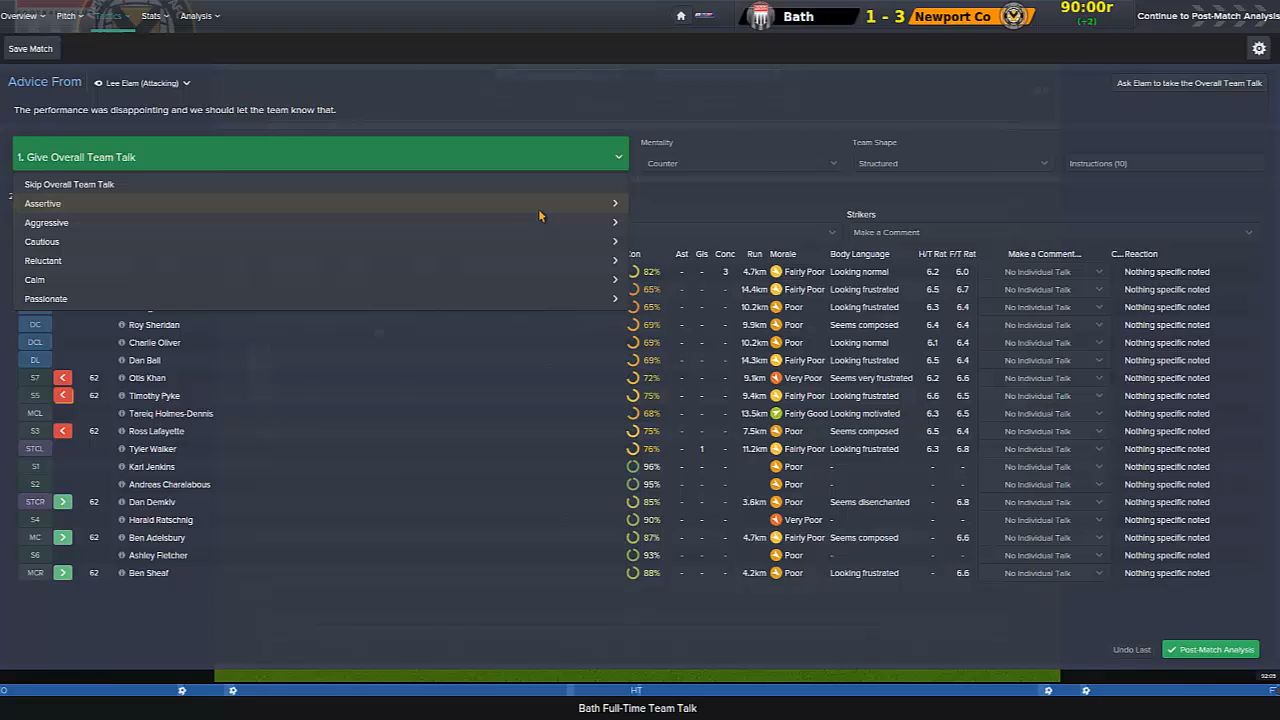 Overview Pitch Tactics Stats Analysis Bath 1 - 3 Newport Co 90:00r (+2) Continue to Post-Match Analysis
Save Match
Advice From Lee Elam (Attacking) Ask Elam to take the Overall Team Talk
The performance was disappointing and we should let the team know that.
1. Give Overall Team Talk
Mentality
Counter
Team Shape
Structured
Instructions (10)
Skip Overall Team Talk
Assertive
Aggressive
Cautious
Reluctant
Calm
Passionate
Strikers
Make a Comment
Con Ast Gls Conc Run Morale Body Language H/T Rat F/T Rat Make a Comment... C... Reaction
82% - - 3 4.7km Fairly Poor Looking normal 6.2 6.0 No Individual Talk Nothing specific noted
65% - - - 14.4km Fairly Poor Looking frustrated 6.5 6.7 No Individual Talk Nothing specific noted
65% - - - 10.2km Poor Looking frustrated 6.3 6.4 No Individual Talk Nothing specific noted
DC Roy Sheridan 69% - - - 9.9km Poor Seems composed 6.4 6.4 No Individual Talk Nothing specific noted
DCL Charlie Oliver 69% - - - 10.2km Poor Looking normal 6.1 6.4 No Individual Talk Nothing specific noted
DL Dan Ball 69% - - - 14.3km Fairly Poor Looking frustrated 6.5 6.4 No Individual Talk Nothing specific noted
S7 < 62 Otis Khan 72% - - - 9.1km Very Poor Seems very frustrated 6.2 6.6 No Individual Talk Nothing specific noted
S5 < 62 Timothy Pyke 75% - - - 9.4km Fairly Poor Looking frustrated 6.6 6.5 No Individual Talk Nothing specific noted
MCL Tareiq Holmes-Dennis 68% - - - 13.5km Fairly Good Looking motivated 6.3 6.5 No Individual Talk Nothing specific noted
S3 < 62 Ross Lafayette 75% - - - 7.5km Poor Seems composed 6.5 6.4 No Individual Talk Nothing specific noted
STCL Tyler Walker 76% - 1 - 11.2km Fairly Poor Looking frustrated 6.3 6.8 No Individual Talk Nothing specific noted
S1 Karl Jenkins 96% - - - Poor - - - No Individual Talk Nothing specific noted
S2 Andreas Charalabous 95% - - - Poor - - - No Individual Talk Nothing specific noted
STCR > 62 Dan Demkiv 85% - - - 3.6km Poor Seems disenchanted - 6.8 No Individual Talk Nothing specific noted
S4 Harald Ratschnig 90% - - - Very Poor - - - No Individual Talk Nothing specific noted
MC > 62 Ben Adelsbury 87% - - - 4.7km Fairly Poor Seems composed - 6.6 No Individual Talk Nothing specific noted
S6 Ashley Fletcher 93% - - - Poor - - - No Individual Talk Nothing specific noted
MCR > 62 Ben Sheaf 88% - - - 4.2km Poor Looking frustrated - 6.6 No Individual Talk Nothing specific noted
Undo Last Post-Match Analysis
92:05
HT
Bath Full-Time Team Talk